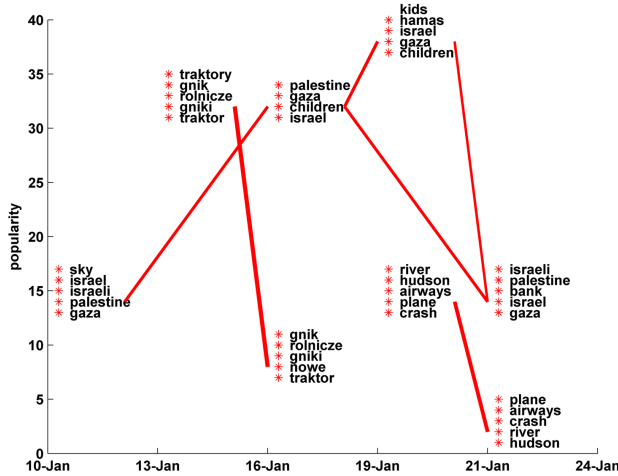 popularity
40
35
30
25
20
15
10
5
0
10-Jan
13-Jan
16-Jan
19-Jan
21-Jan
24-Jan
* sky
* israel
* israeli
* palestine
* gaza
* traktory
* gnik
* rolnicze
* gniki
* traktor
* palestine
* gaza
* children
* israel
* gnik
* rolnicze
* gniki
* nowe
* traktor
kids
* hamas
* israel
* gaza
* children
* river
* hudson
* airways
* plane
* crash
* israeli
* palestine
* bank
* israel
* gaza
* plane
* airways
* crash
* river
* hudson